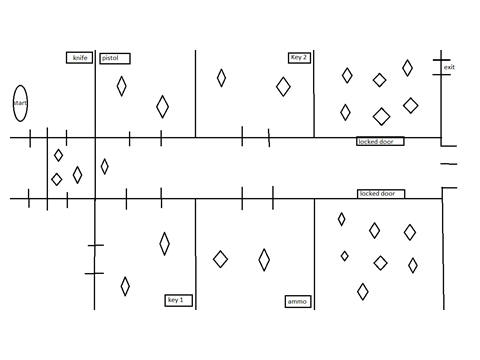 knife
pistol
Key 2
exit
start
locked door
locked door
key 1
ammo